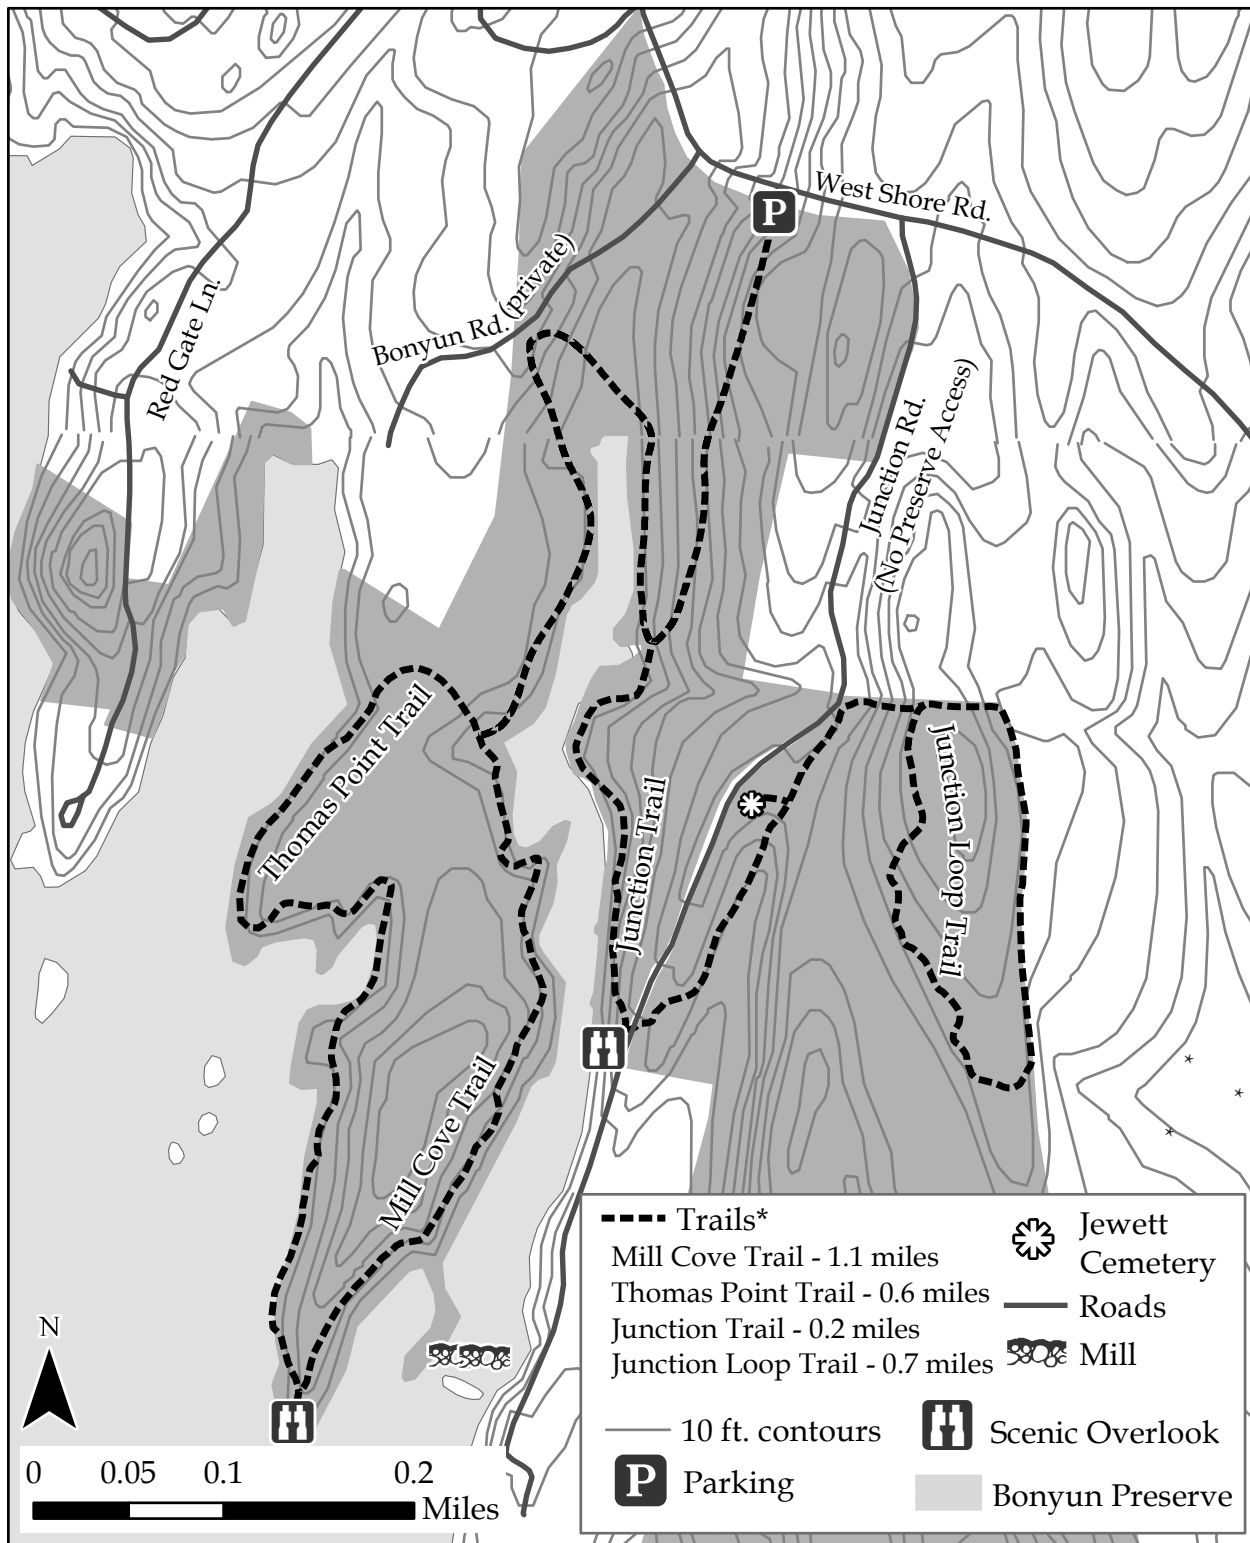 West Shore Rd.
P
Red Gate Ln.
Bonyun Rd. (private)
Junction Rd.
(No Preserve Access)
Thomas Point Trail
Junction Trail
Junction Loop Trail
Mill Cove Trail
N
0 0.05 0.1 0.2
Miles
Trails*
Mill Cove Trail - 1.1 miles
Thomas Point Trail - 0.6 miles
Junction Trail - 0.2 miles
Junction Loop Trail - 0.7 miles
10 ft. contours
P Parking
Jewett
Cemetery
Roads
Mill
Scenic Overlook
Bonyun Preserve